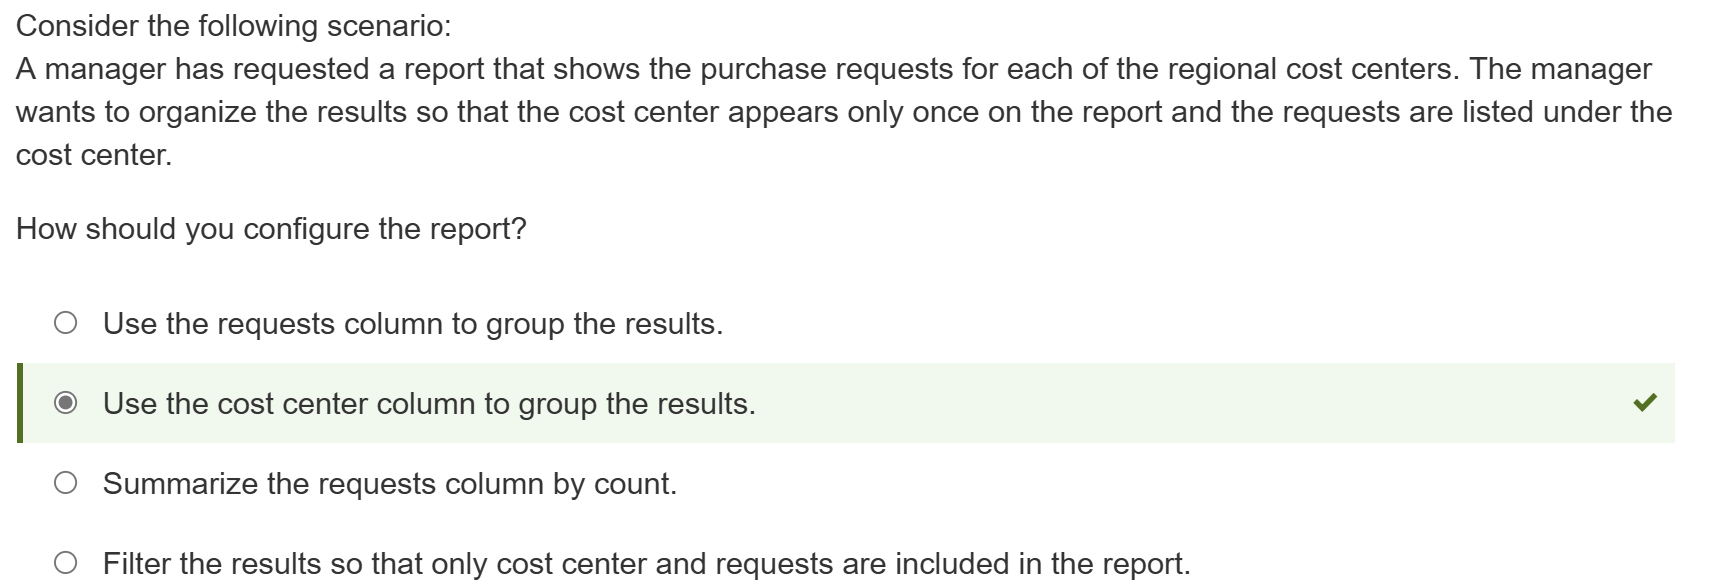 Consider the following scenario:
A manager has requested a report that shows the purchase requests for each of the regional cost centers. The manager
wants to organize the results so that the cost center appears only once on the report and the requests are listed under the
cost center.
How should you configure the report?
Use the requests column to group the results.
Use the cost center column to group the results.
Summarize the requests column by count.
Filter the results so that only cost center and requests are included in the report.